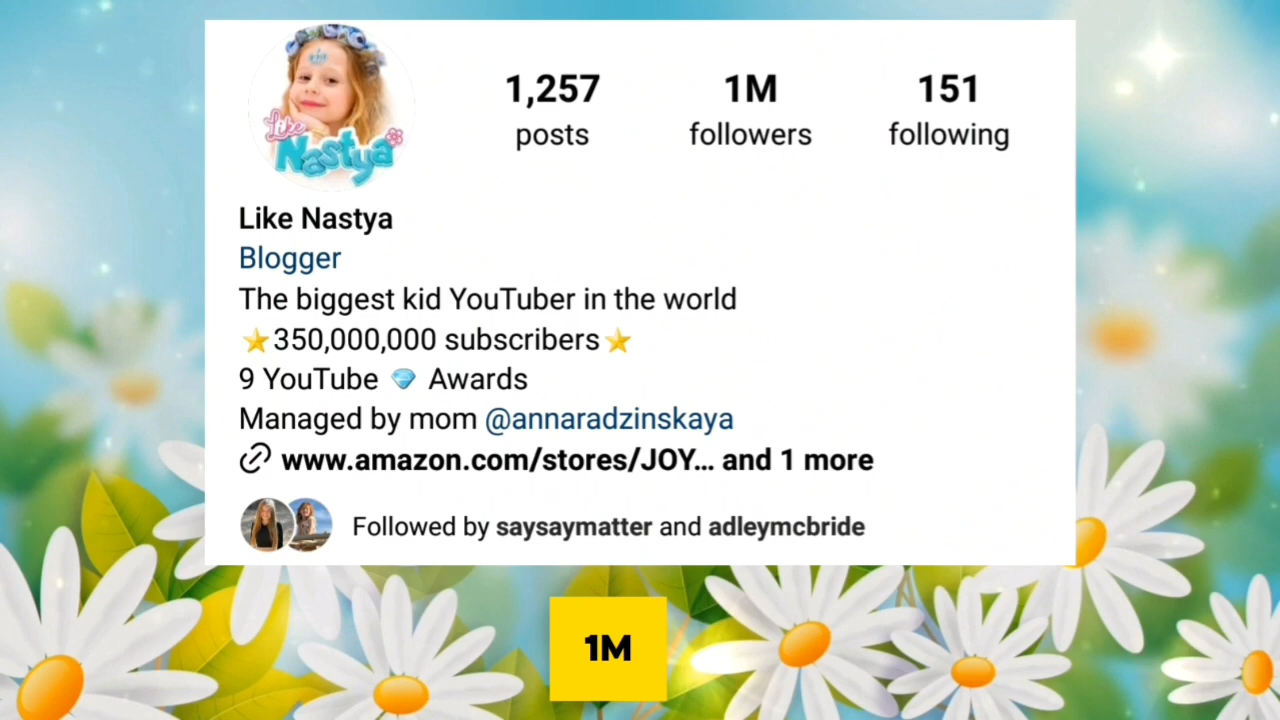 Like
Nastya
1,257 1M 151
posts followers following
Like Nastya
Blogger
The biggest kid YouTuber in the world
⭐350,000,000 subscribers⭐
9 YouTube 💎 Awards
Managed by mom @annaradzinskaya
www.amazon.com/stores/JOY... and 1 more
Followed by saysaymatter and adleymcbride
1M